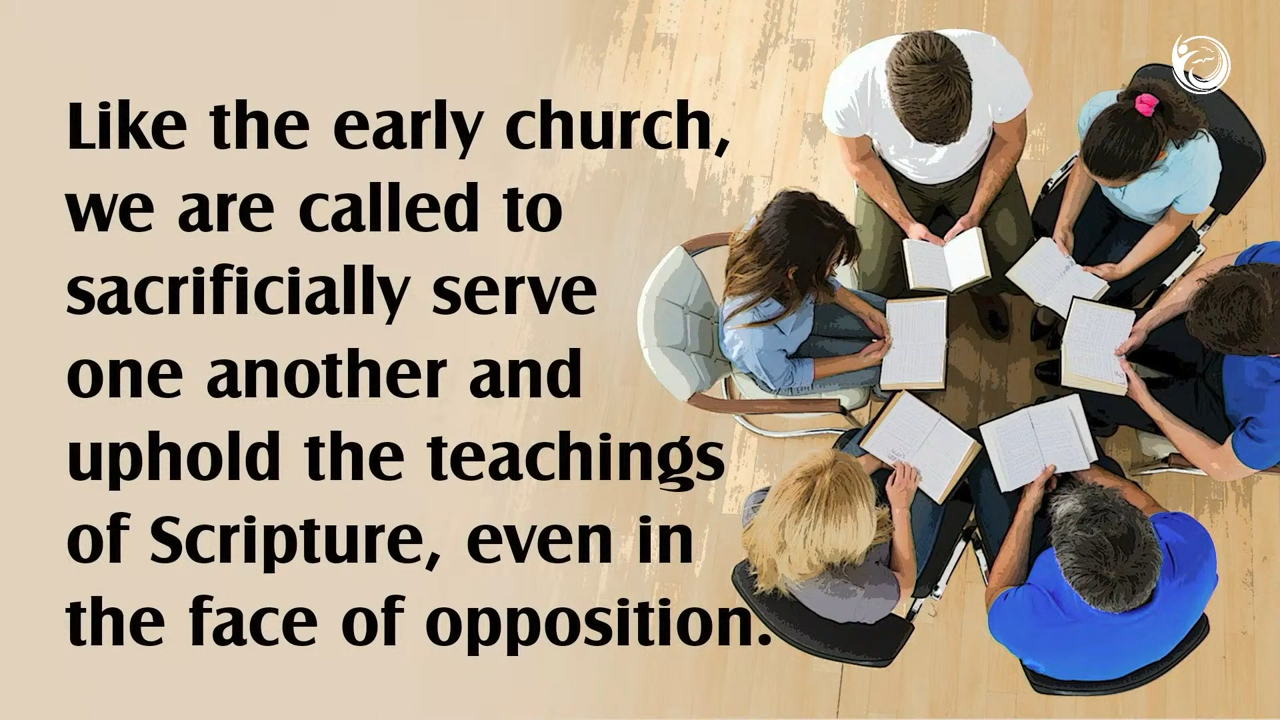 Like the early church,
we are called to
sacrificially serve
one another and
uphold the teachings
of Scripture, even in
the face of opposition.